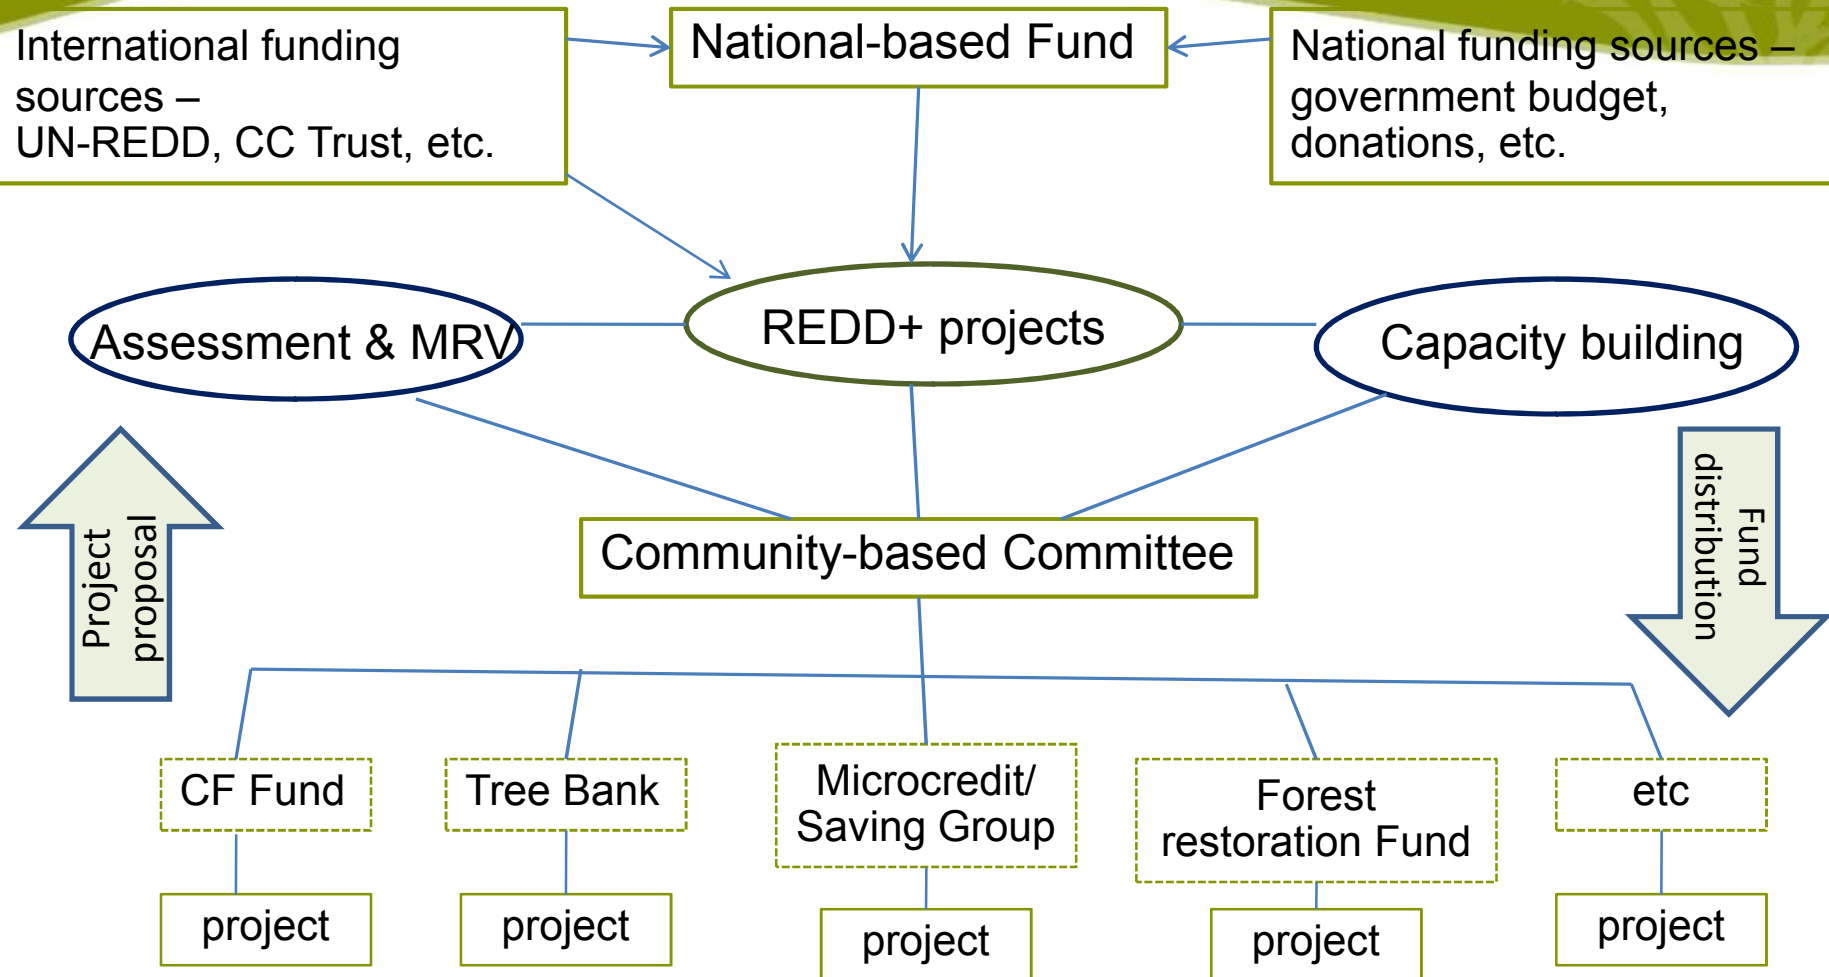 International funding
sources –
UN-REDD, CC Trust, etc.
National-based Fund
National funding sources –
government budget,
donations, etc.
Assessment & MRV
REDD+ projects
Capacity building
Project
proposal
Fund
distribution
Community-based Committee
CF Fund
Tree Bank
Microcredit/
Saving Group
Forest
restoration Fund
etc
project
project
project
project
project